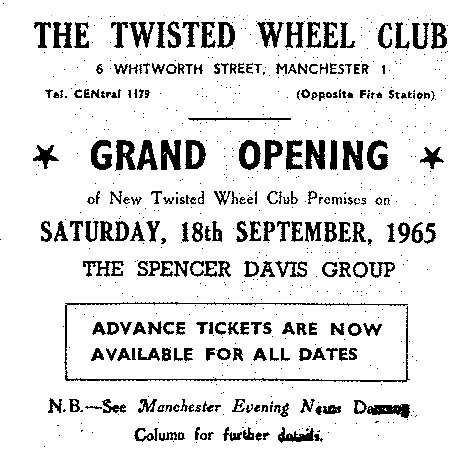 THE TWISTED WHEEL CLUB
6 WHITWORTH STREET, MANCHESTER 1
Tel. CENtral 1179 (Opposite Fire Station)
★ GRAND OPENING ★
of New Twisted Wheel Club Premises on
SATURDAY, 18th SEPTEMBER, 1965
THE SPENCER DAVIS GROUP
ADVANCE TICKETS ARE NOW
AVAILABLE FOR ALL DATES
N.B.—See Manchester Evening News
Column for further details.